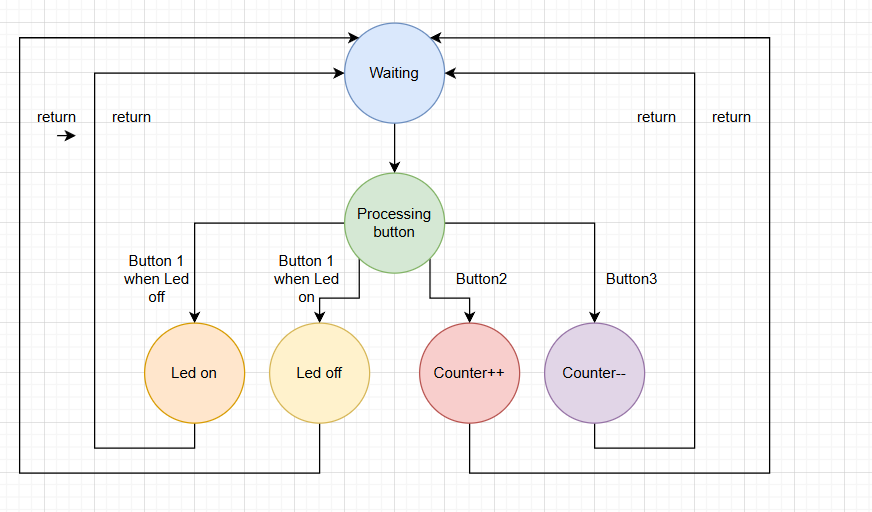 Waiting
return
return
return
return
Processing
button
Button 1
when Led
off
Button 1
when Led
on
Button2
Button3
Led on
Led off
Counter++
Counter--